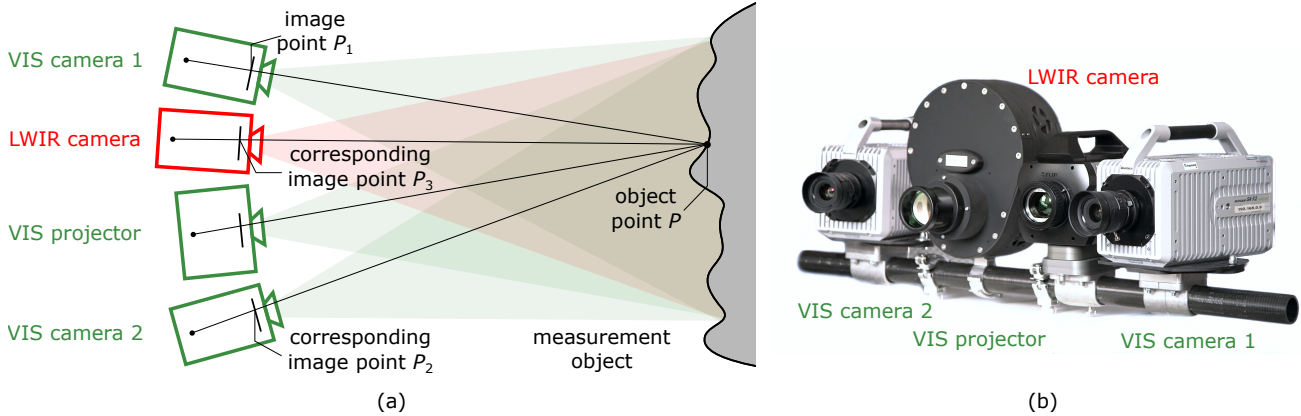 image
point P1
VIS camera 1
LWIR camera
corresponding
image point P3
object
point P
VIS projector
VIS camera 2
corresponding
image point P2
measurement
object
(a)
LWIR camera
VIS camera 2
VIS projector
VIS camera 1
(b)